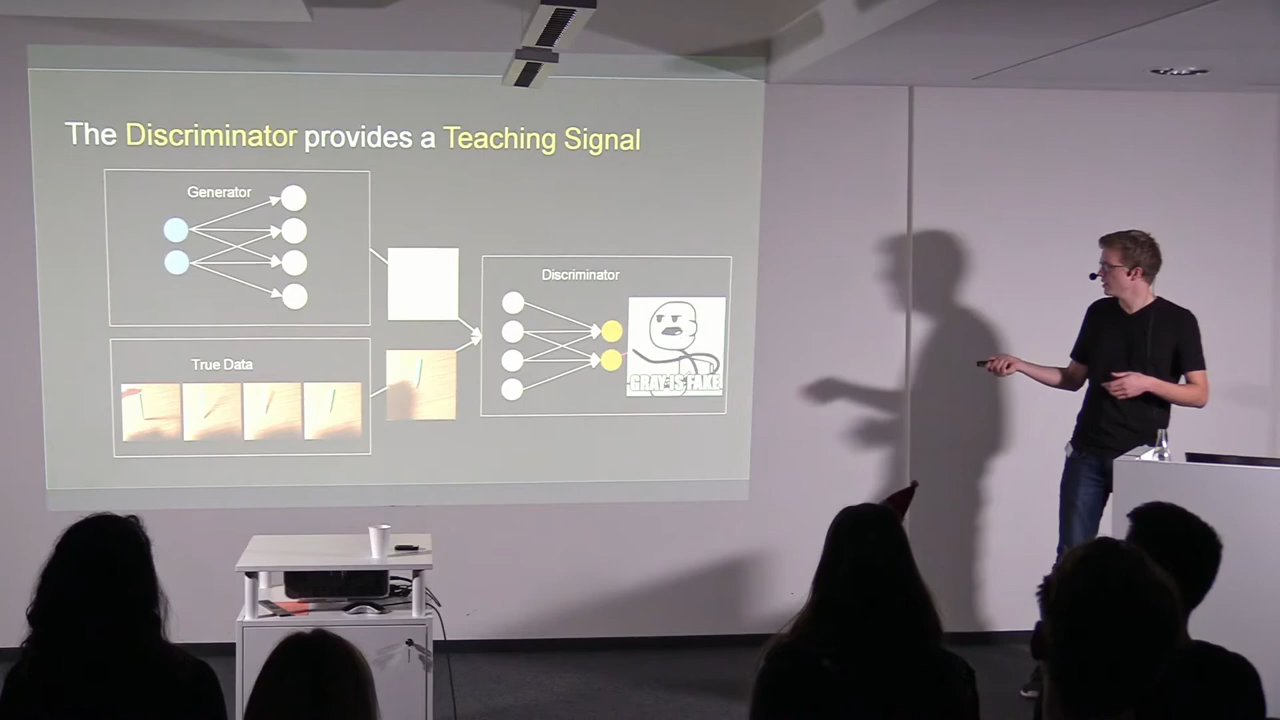 The Discriminator provides a Teaching Signal
Generator
Discriminator
True Data
GRAY IS FAKE